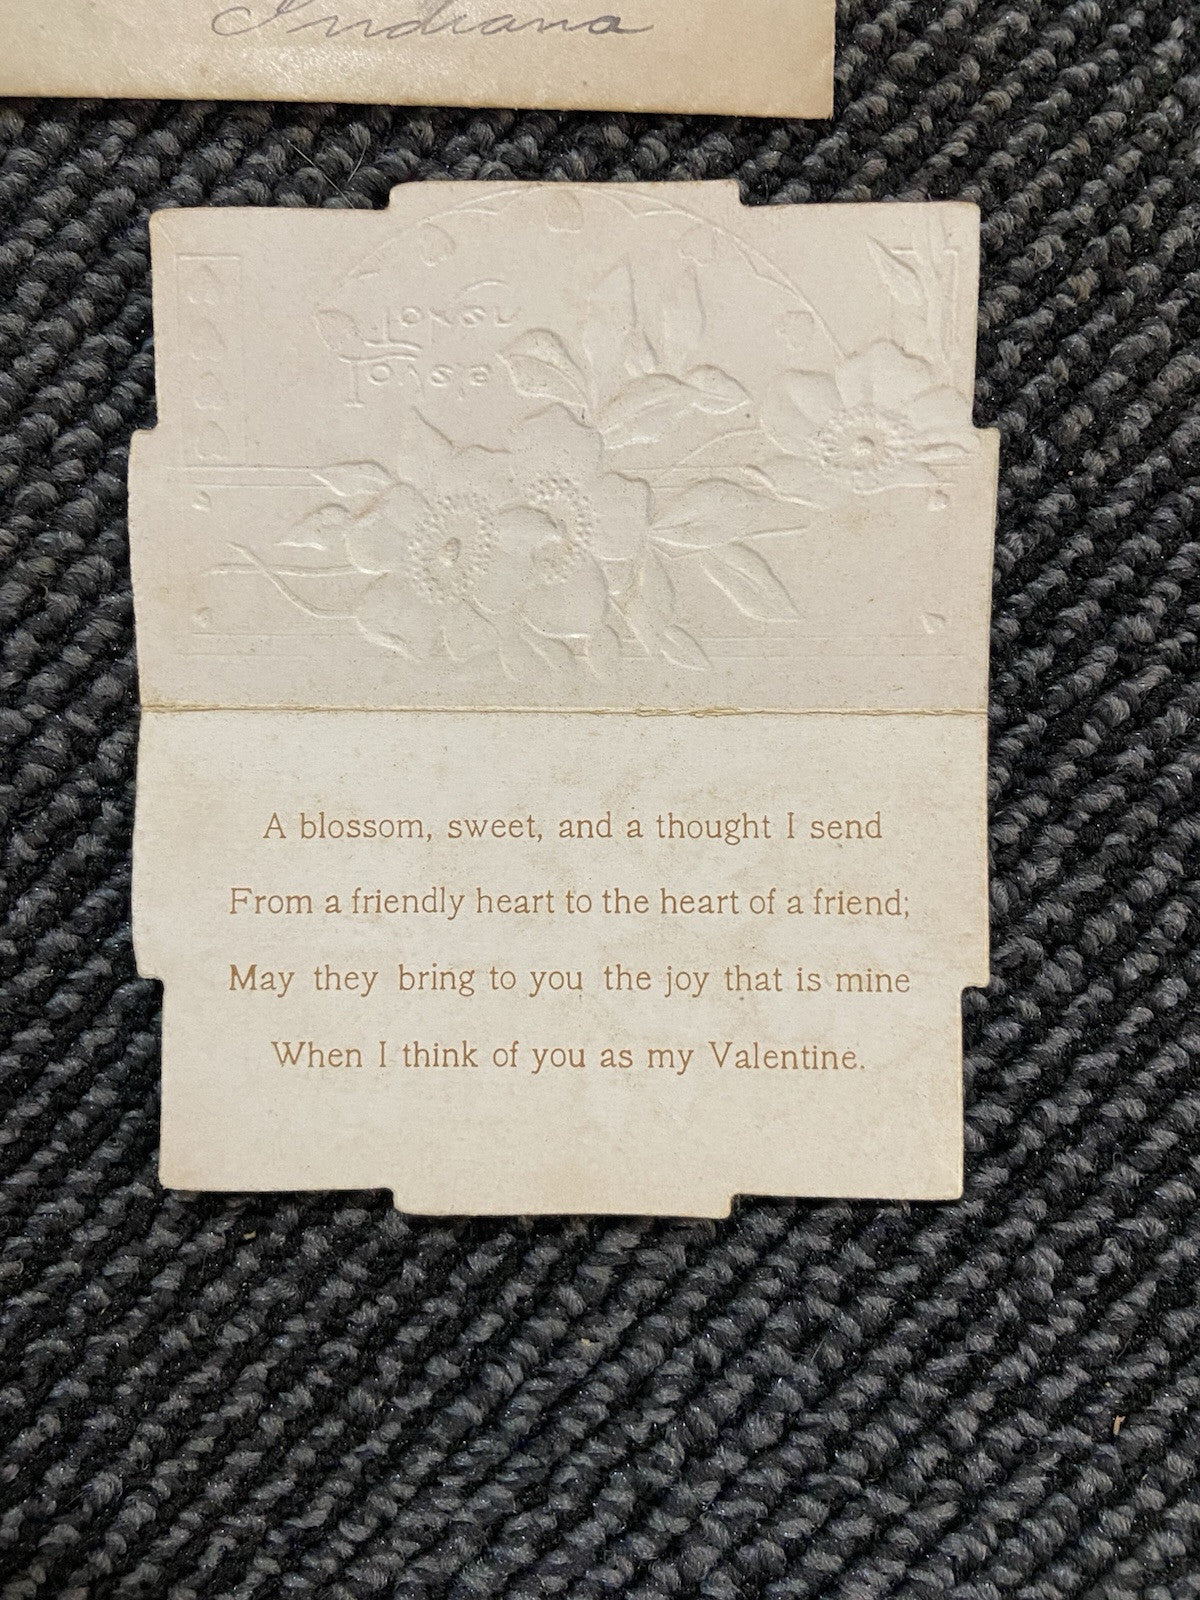 Indiana
A blossom, sweet, and a thought I send
From a friendly heart to the heart of a friend;
May they bring to you the joy that is mine
When I think of you as my Valentine.